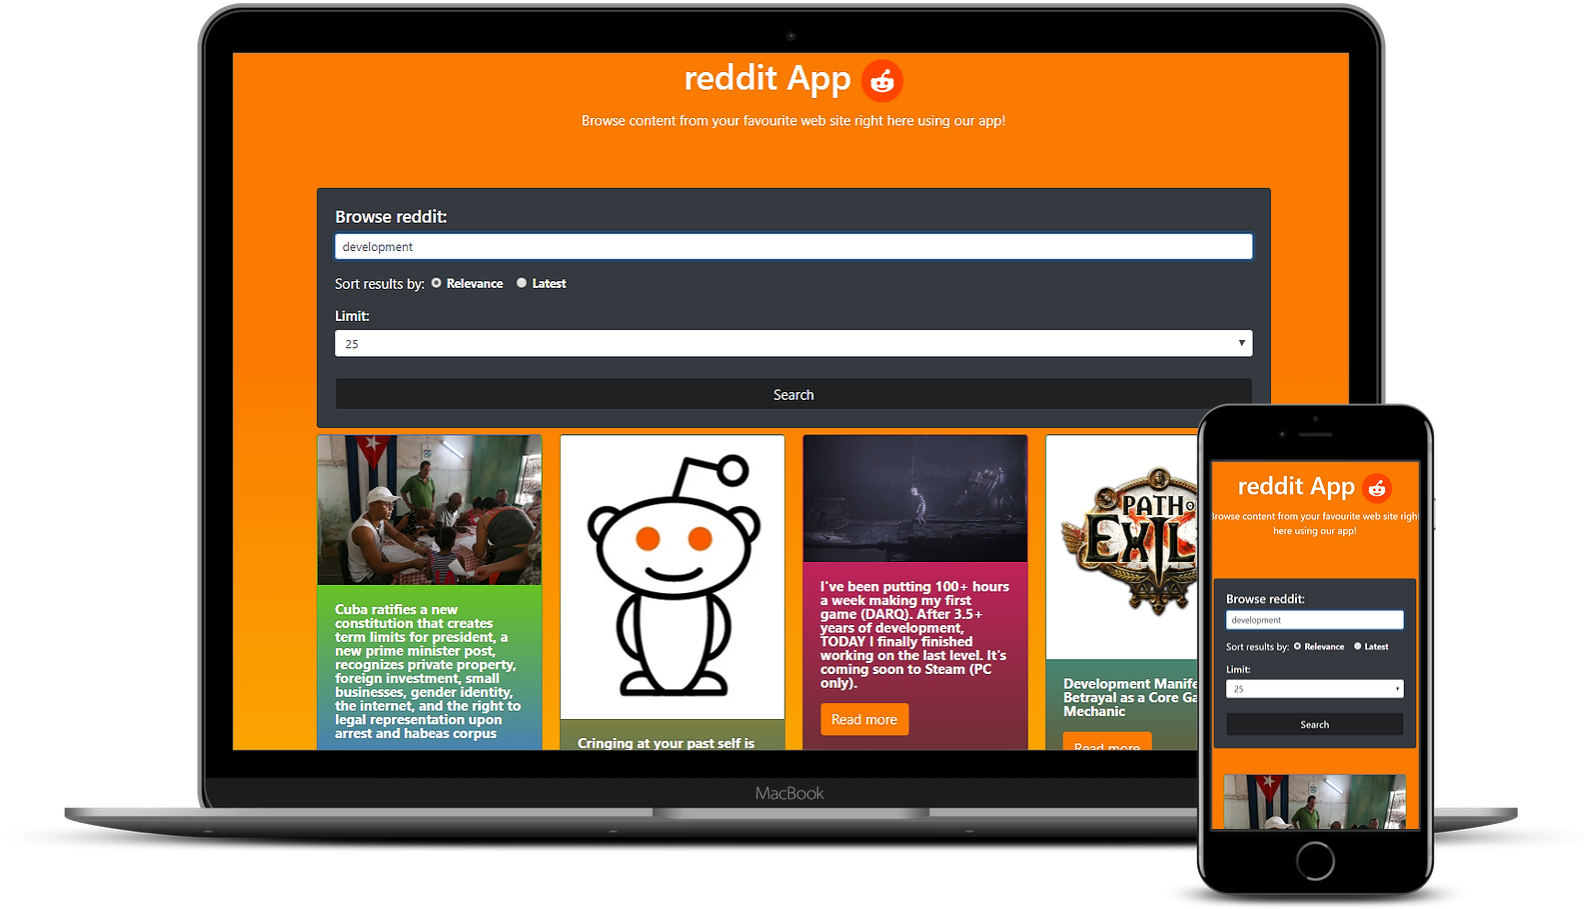 reddit App
Browse content from your favourite web site right here using our app!
Browse reddit:
development
Sort results by: Relevance Latest
Limit:
25
Search
Cuba ratifies a new
constitution that creates
term limits for president, a
new prime minister post,
recognizes private property,
foreign investment, small
businesses, gender identity,
the internet, and the right to
legal representation upon
arrest and habeas corpus
Cringing at your past self is
I've been putting 100+ hours
a week making my first
game (DARQ). After 3.5+
years of development,
TODAY I finally finished
working on the last level. It's
coming soon to Steam (PC
only).
Read more
PATH OF
EXIL
Development Manife
Betrayal as a Core Ga
Mechanic
Read more
MacBook
reddit App
Browse content from your favourite web site right
here using our app!
Browse reddit:
development
Sort results by: Relevance Latest
Limit:
25
Search